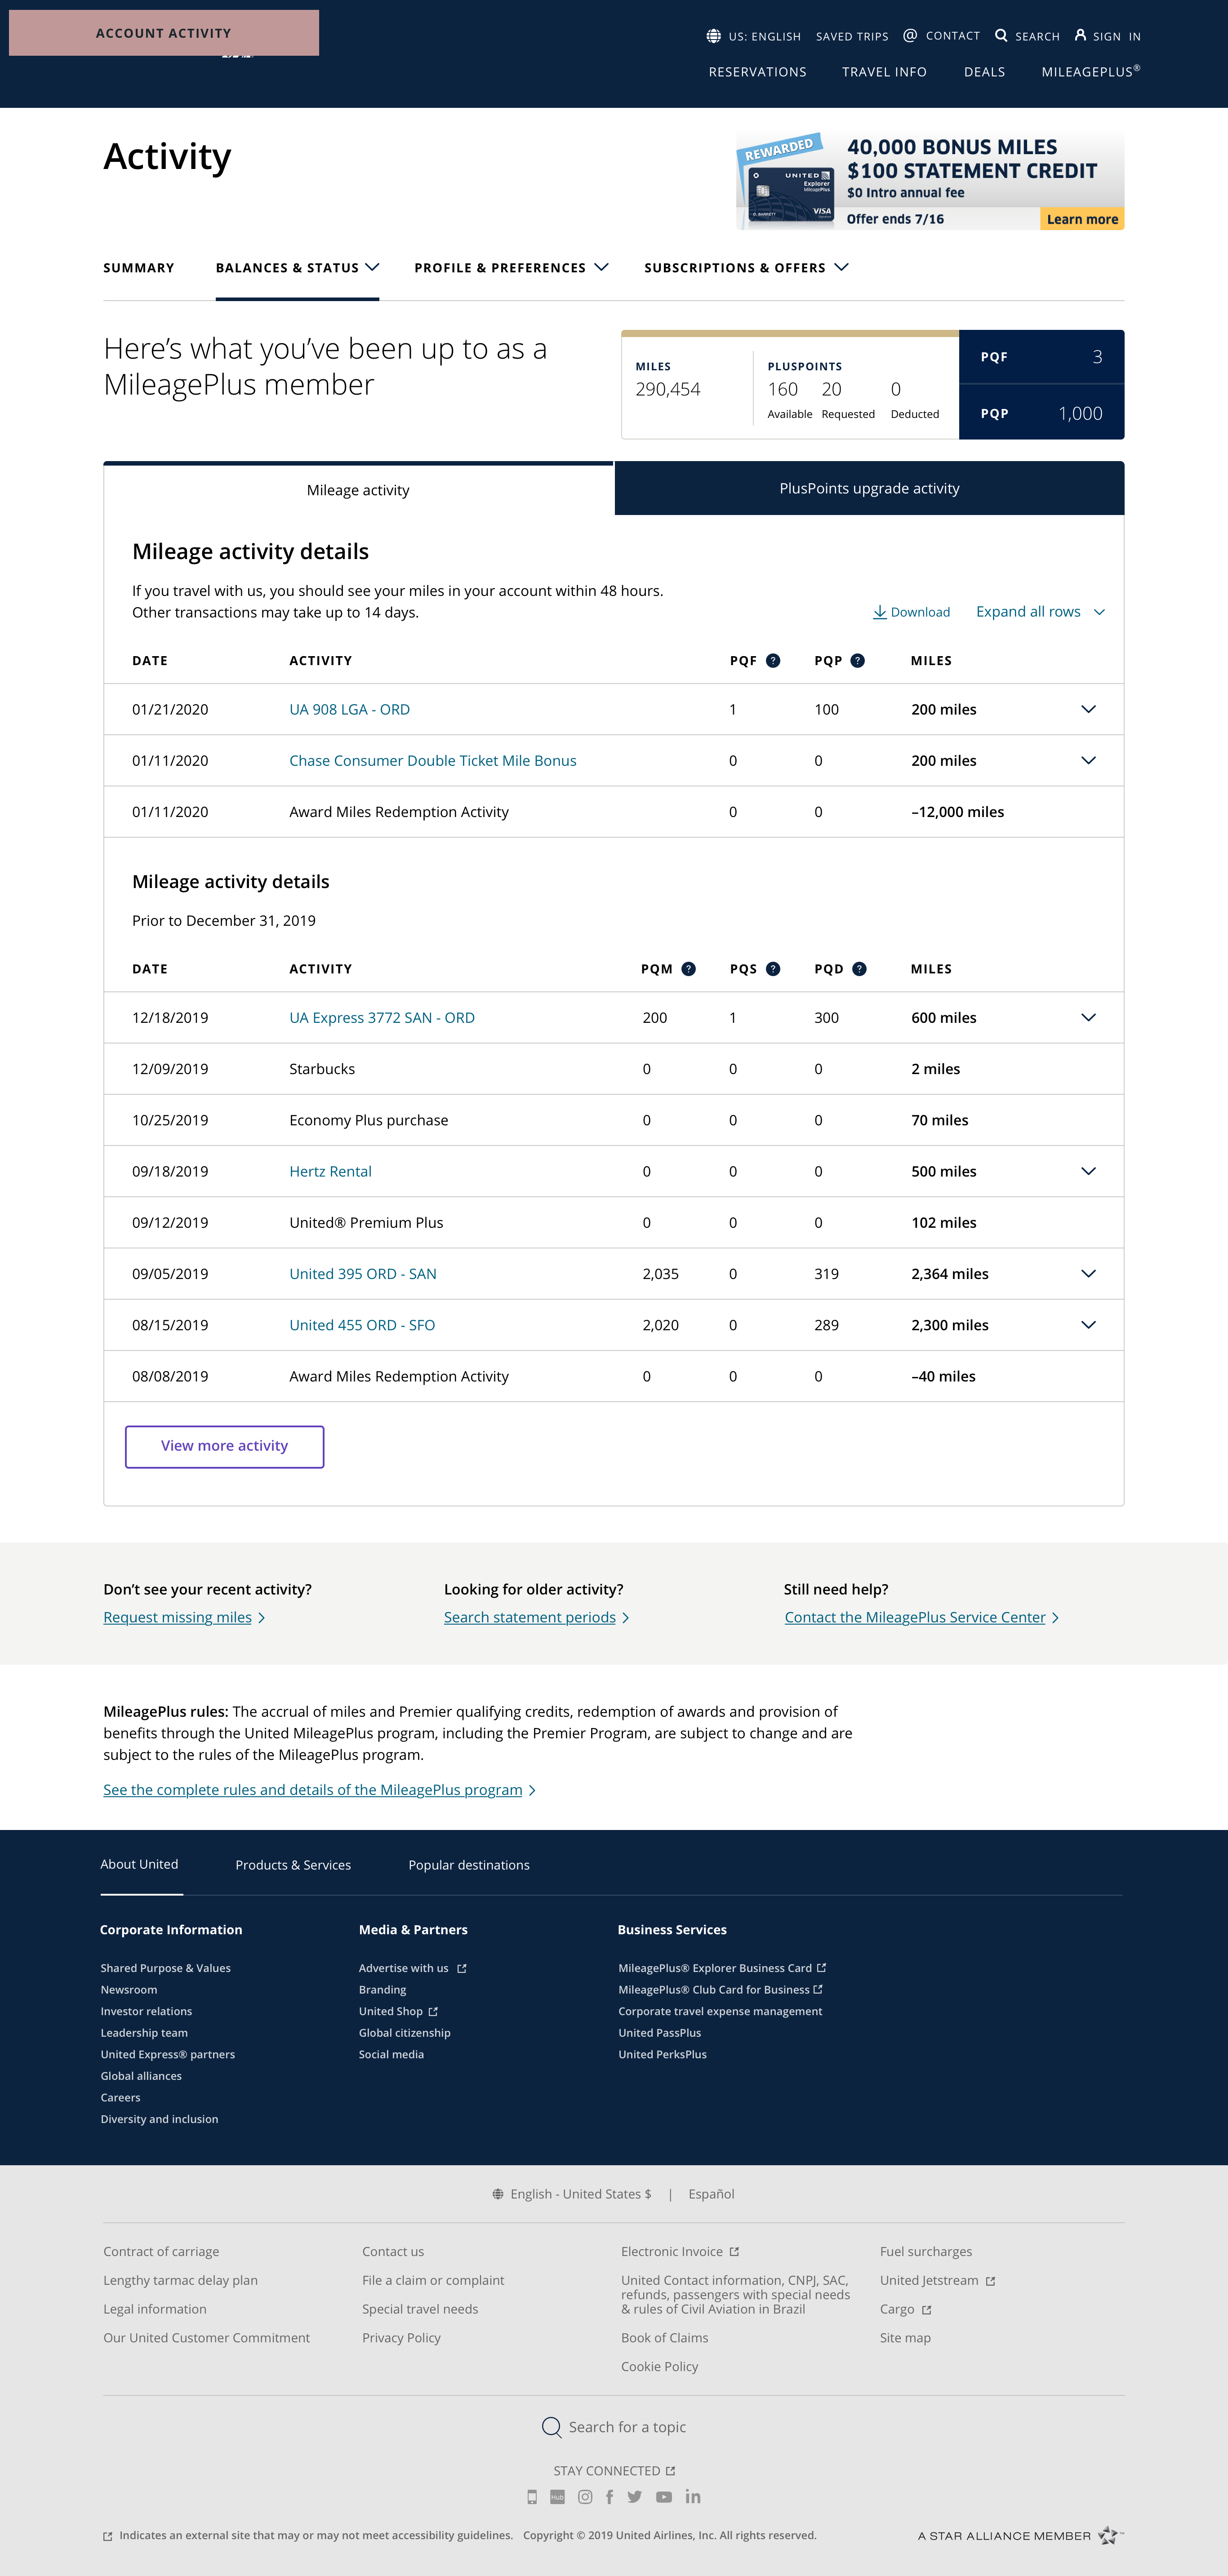 ACCOUNT ACTIVITY
US: ENGLISH SAVED TRIPS @ CONTACT SEARCH SIGN IN
RESERVATIONS TRAVEL INFO DEALS MILEAGEPLUS®
Activity
REWARDED
UNITED
Explorer
MileagePlus
VISA
40,000 BONUS MILES
$100 STATEMENT CREDIT
$0 Intro annual fee
Offer ends 7/16
Learn more
SUMMARY BALANCES & STATUS PROFILE & PREFERENCES SUBSCRIPTIONS & OFFERS
Here’s what you’ve been up to as a
MileagePlus member
MILES
290,454
PLUSPOINTS
160 20 0
Available Requested Deducted
PQF 3
PQP 1,000
Mileage activity
PlusPoints upgrade activity
Mileage activity details
If you travel with us, you should see your miles in your account within 48 hours.
Other transactions may take up to 14 days.
Download Expand all rows
DATE ACTIVITY PQF ? PQP ? MILES
01/21/2020 UA 908 LGA - ORD 1 100 200 miles
01/11/2020 Chase Consumer Double Ticket Mile Bonus 0 0 200 miles
01/11/2020 Award Miles Redemption Activity 0 0 –12,000 miles
Mileage activity details
Prior to December 31, 2019
DATE ACTIVITY PQM ? PQS ? PQD ? MILES
12/18/2019 UA Express 3772 SAN - ORD 200 1 300 600 miles
12/09/2019 Starbucks 0 0 0 2 miles
10/25/2019 Economy Plus purchase 0 0 0 70 miles
09/18/2019 Hertz Rental 0 0 0 500 miles
09/12/2019 United® Premium Plus 0 0 0 102 miles
09/05/2019 United 395 ORD - SAN 2,035 0 319 2,364 miles
08/15/2019 United 455 ORD - SFO 2,020 0 289 2,300 miles
08/08/2019 Award Miles Redemption Activity 0 0 0 –40 miles
View more activity
Don’t see your recent activity?
Request missing miles
Looking for older activity?
Search statement periods
Still need help?
Contact the MileagePlus Service Center
MileagePlus rules: The accrual of miles and Premier qualifying credits, redemption of awards and provision of
benefits through the United MileagePlus program, including the Premier Program, are subject to change and are
subject to the rules of the MileagePlus program.
See the complete rules and details of the MileagePlus program
About United Products & Services Popular destinations
Corporate Information
Shared Purpose & Values
Newsroom
Investor relations
Leadership team
United Express® partners
Global alliances
Careers
Diversity and inclusion
Media & Partners
Advertise with us
Branding
United Shop
Global citizenship
Social media
Business Services
MileagePlus® Explorer Business Card
MileagePlus® Club Card for Business
Corporate travel expense management
United PassPlus
United PerksPlus
English - United States $ | Español
Contract of carriage
Lengthy tarmac delay plan
Legal information
Our United Customer Commitment
Contact us
File a claim or complaint
Special travel needs
Privacy Policy
Electronic Invoice
United Contact information, CNPJ, SAC,
refunds, passengers with special needs
& rules of Civil Aviation in Brazil
Book of Claims
Cookie Policy
Fuel surcharges
United Jetstream
Cargo
Site map
Search for a topic
STAY CONNECTED
Hub
Indicates an external site that may or may not meet accessibility guidelines. Copyright © 2019 United Airlines, Inc. All rights reserved.
A STAR ALLIANCE MEMBER ™